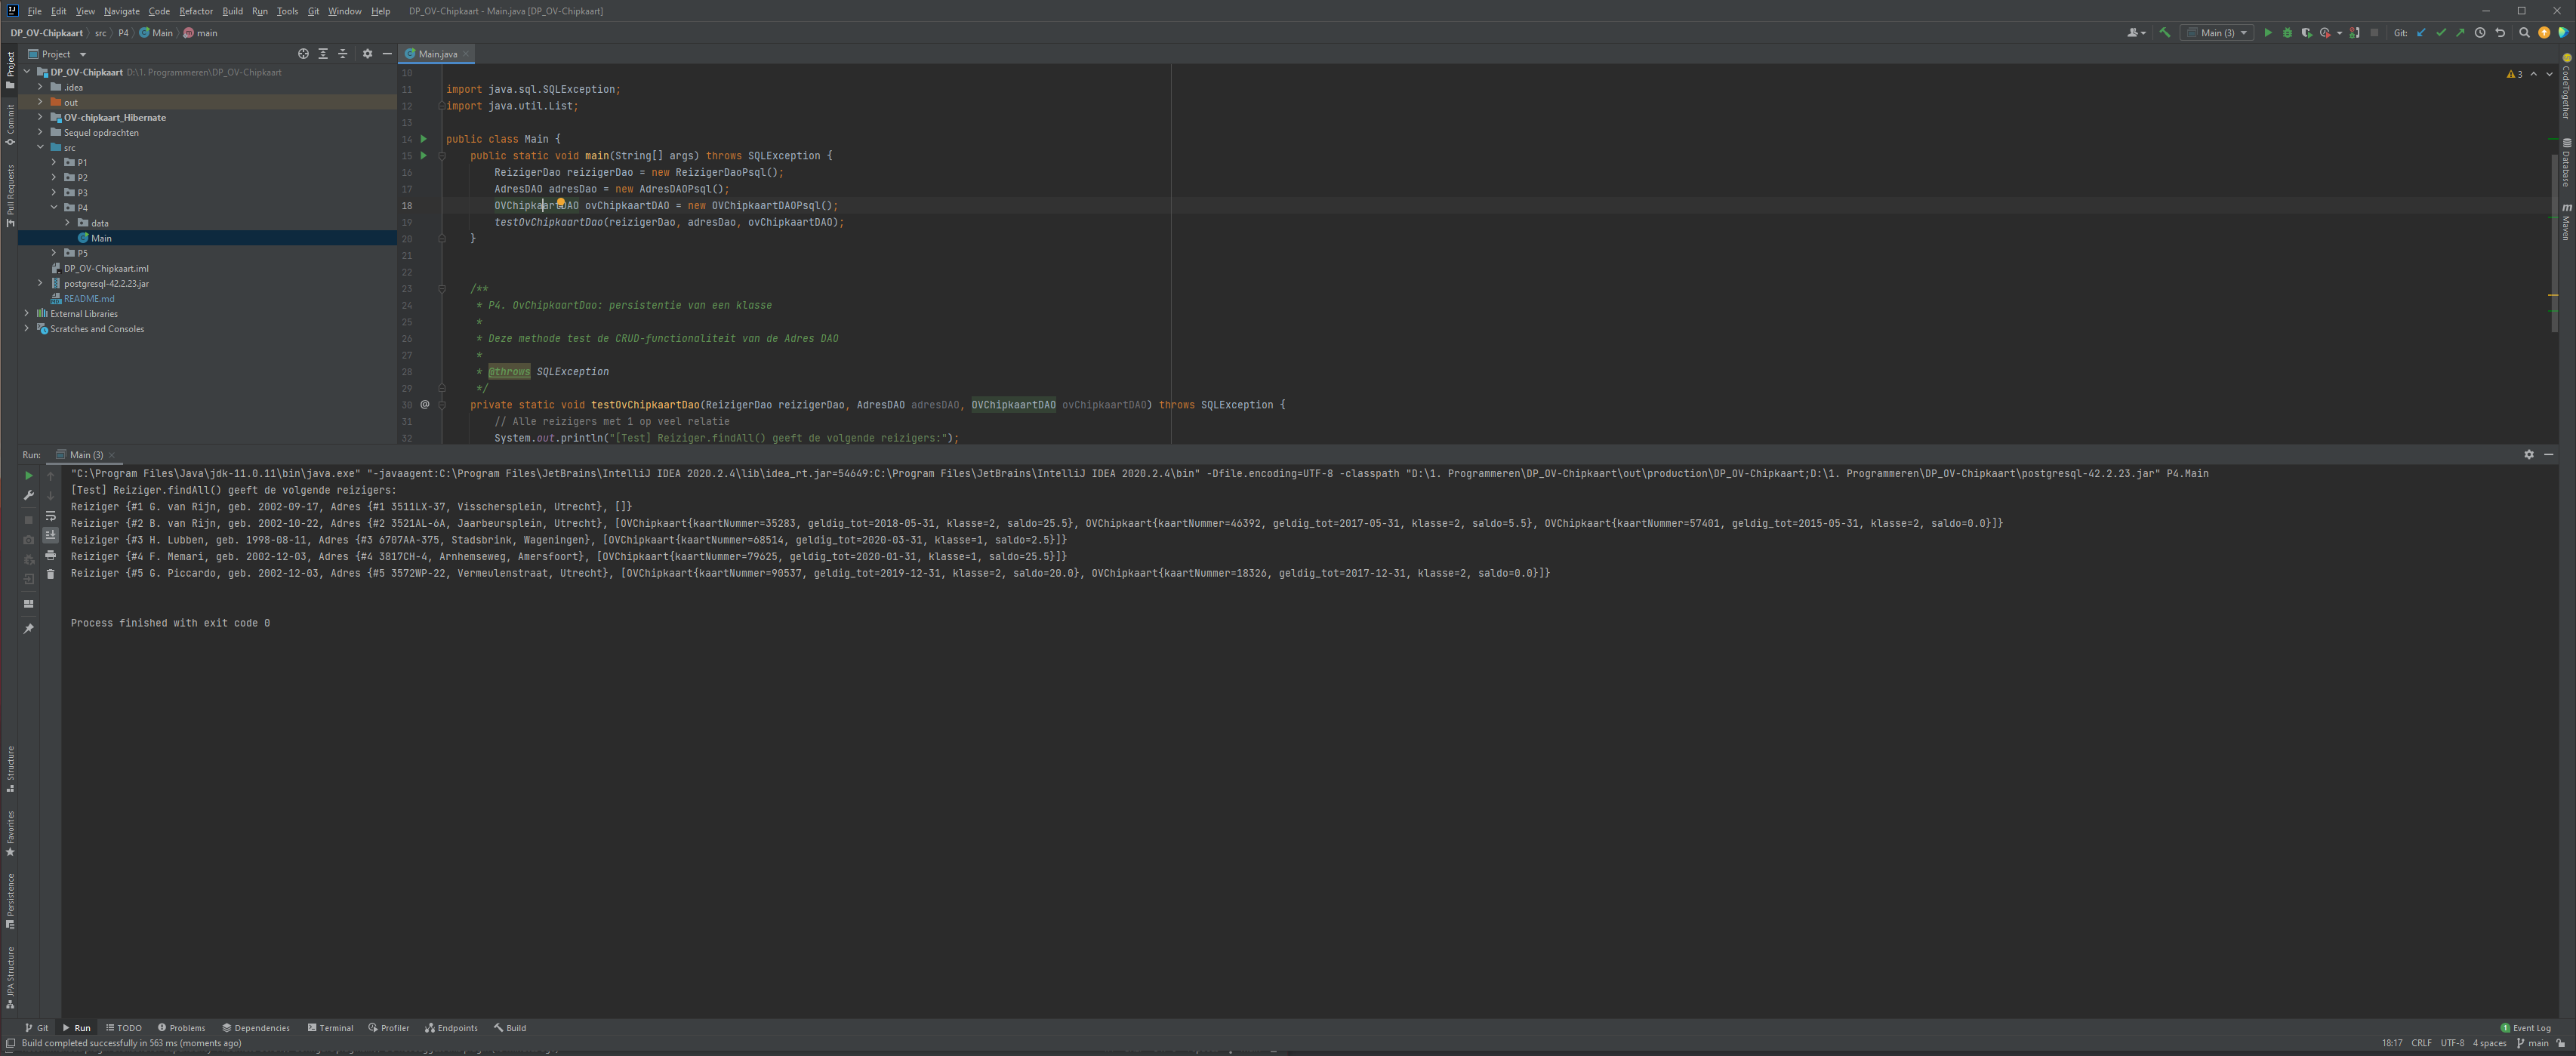 File Edit View Navigate Code Refactor Build Run Tools Git Window Help DP_OV-Chipkaart - Main.java [DP_OV-Chipkaart]
DP_OV-Chipkaart src P4 Main main
Main (3) Git:
Project
Main.java
DP_OV-Chipkaart D:\1. Programmeren\DP_OV-Chipkaart
.idea
out
OV-chipkaart_Hibernate
Sequel opdrachten
src
P1
P2
P3
P4
data
Main
P5
DP_OV-Chipkaart.iml
postgresql-42.2.23.jar
README.md
External Libraries
Scratches and Consoles
Project
Commit
Pull Requests
10
11 import java.sql.SQLException;
12 import java.util.List;
13
14 public class Main {
15 public static void main(String[] args) throws SQLException {
16 ReizigerDao reizigerDao = new ReizigerDaoPsql();
17 AdresDAO adresDao = new AdresDAOPsql();
18 OVChipkaartDAO ovChipkaartDAO = new OVChipkaartDAOPsql();
19 testOvChipkaartDao(reizigerDao, adresDao, ovChipkaartDAO);
20 }
21
22
23 /**
24 * P4. OvChipkaartDao: persistentie van een klasse
25 *
26 * Deze methode test de CRUD-functionaliteit van de Adres DAO
27 *
28 * @throws SQLException
29 */
30 @ private static void testOvChipkaartDao(ReizigerDao reizigerDao, AdresDAO adresDAO, OVChipkaartDAO ovChipkaartDAO) throws SQLException {
31 // Alle reizigers met 1 op veel relatie
32 System.out.println("[Test] Reiziger.findAll() geeft de volgende reizigers:");
3
CodeTogether
Database
Maven
Run: Main (3)
"C:\Program Files\Java\jdk-11.0.11\bin\java.exe" "-javaagent:C:\Program Files\JetBrains\IntelliJ IDEA 2020.2.4\lib\idea_rt.jar=54649:C:\Program Files\JetBrains\IntelliJ IDEA 2020.2.4\bin" -Dfile.encoding=UTF-8 -classpath "D:\1. Programmeren\DP_OV-Chipkaart\out\production\DP_OV-Chipkaart;D:\1. Programmeren\DP_OV-Chipkaart\postgresql-42.2.23.jar" P4.Main
[Test] Reiziger.findAll() geeft de volgende reizigers:
Reiziger {#1 G. van Rijn, geb. 2002-09-17, Adres {#1 3511LX-37, Visschersplein, Utrecht}, []}
Reiziger {#2 B. van Rijn, geb. 2002-10-22, Adres {#2 3521AL-6A, Jaarbeursplein, Utrecht}, [OVChipkaart{kaartNummer=35283, geldig_tot=2018-05-31, klasse=2, saldo=25.5}, OVChipkaart{kaartNummer=46392, geldig_tot=2017-05-31, klasse=2, saldo=5.5}, OVChipkaart{kaartNummer=57401, geldig_tot=2015-05-31, klasse=2, saldo=0.0}]}
Reiziger {#3 H. Lubben, geb. 1998-08-11, Adres {#3 6707AA-375, Stadsbrink, Wageningen}, [OVChipkaart{kaartNummer=68514, geldig_tot=2020-03-31, klasse=1, saldo=2.5}]}
Reiziger {#4 F. Memari, geb. 2002-12-03, Adres {#4 3817CH-4, Arnhemseweg, Amersfoort}, [OVChipkaart{kaartNummer=79625, geldig_tot=2020-01-31, klasse=1, saldo=25.5}]}
Reiziger {#5 G. Piccardo, geb. 2002-12-03, Adres {#5 3572WP-22, Vermeulenstraat, Utrecht}, [OVChipkaart{kaartNummer=90537, geldig_tot=2019-12-31, klasse=2, saldo=20.0}, OVChipkaart{kaartNummer=18326, geldig_tot=2017-12-31, klasse=2, saldo=0.0}]}
Process finished with exit code 0
Structure
Favorites
Persistence
JPA Structure
Git Run TODO Problems Dependencies Terminal Profiler Endpoints Build
1 Event Log
Build completed successfully in 563 ms (moments ago)
18:17 CRLF UTF-8 4 spaces main